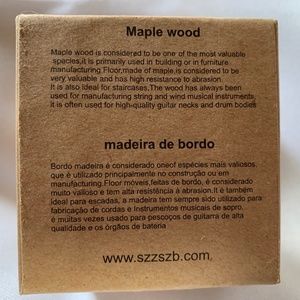 Maple wood
Maple wood is considered to be one of the most valuable
spacies,it is primarily used in building or in furniture
manufacturing.Floor,made of maple is considered to be
very valuable and has high resistance to abrasion.
It is also ideal for staircases,The wood has always been
used for manufacturing string and wind musical instruments,
it is often used for high-quality guitar necks and drum bodies
madeira de bordo
Bordo madeira é considerado oneof espécies mais valiosos.
que é utilizado principalmente no construção ou em
manufacturing.Floor móveis,feitas de bordo. é considerado
muito valioso e tem alta resistência à abrasion.It é também
ideal para escadas, a madeira tem sempre sido utilizado para
fabricação de cordas e Instrumentos musicais de sopro.
é muitas vezes usado para pescoços de guitarra de alta
qualidade e os órgãos de bateria
www.szzszb.com